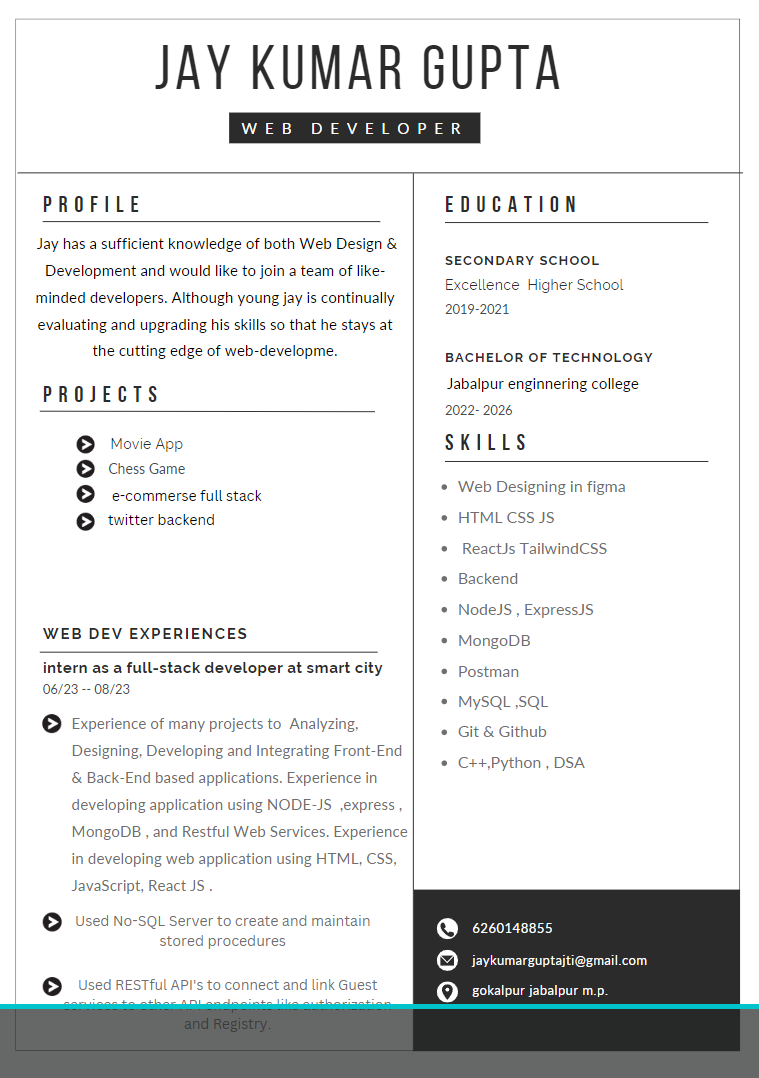 JAY KUMAR GUPTA
WEB DEVELOPER
PROFILE
Jay has a sufficient knowledge of both Web Design &
Development and would like to join a team of like-
minded developers. Although young jay is continually
evaluating and upgrading his skills so that he stays at
the cutting edge of web-developme.
PROJECTS
Movie App
Chess Game
e-commerse full stack
twitter backend
WEB DEV EXPERIENCES
intern as a full-stack developer at smart city
06/23 -- 08/23
Experience of many projects to Analyzing,
Designing, Developing and Integrating Front-End
& Back-End based applications. Experience in
developing application using NODE-JS ,express ,
MongoDB , and Restful Web Services. Experience
in developing web application using HTML, CSS,
JavaScript, React JS .
Used No-SQL Server to create and maintain
stored procedures
Used RESTful API's to connect and link Guest
services to other API endpoints like authorization
and Registry.
EDUCATION
SECONDARY SCHOOL
Excellence Higher School
2019-2021
BACHELOR OF TECHNOLOGY
Jabalpur enginnering college
2022- 2026
SKILLS
Web Designing in figma
HTML CSS JS
ReactJs TailwindCSS
Backend
NodeJS , ExpressJS
MongoDB
Postman
MySQL ,SQL
Git & Github
C++,Python , DSA
6260148855
jaykumarguptajti@gmail.com
gokalpur jabalpur m.p.